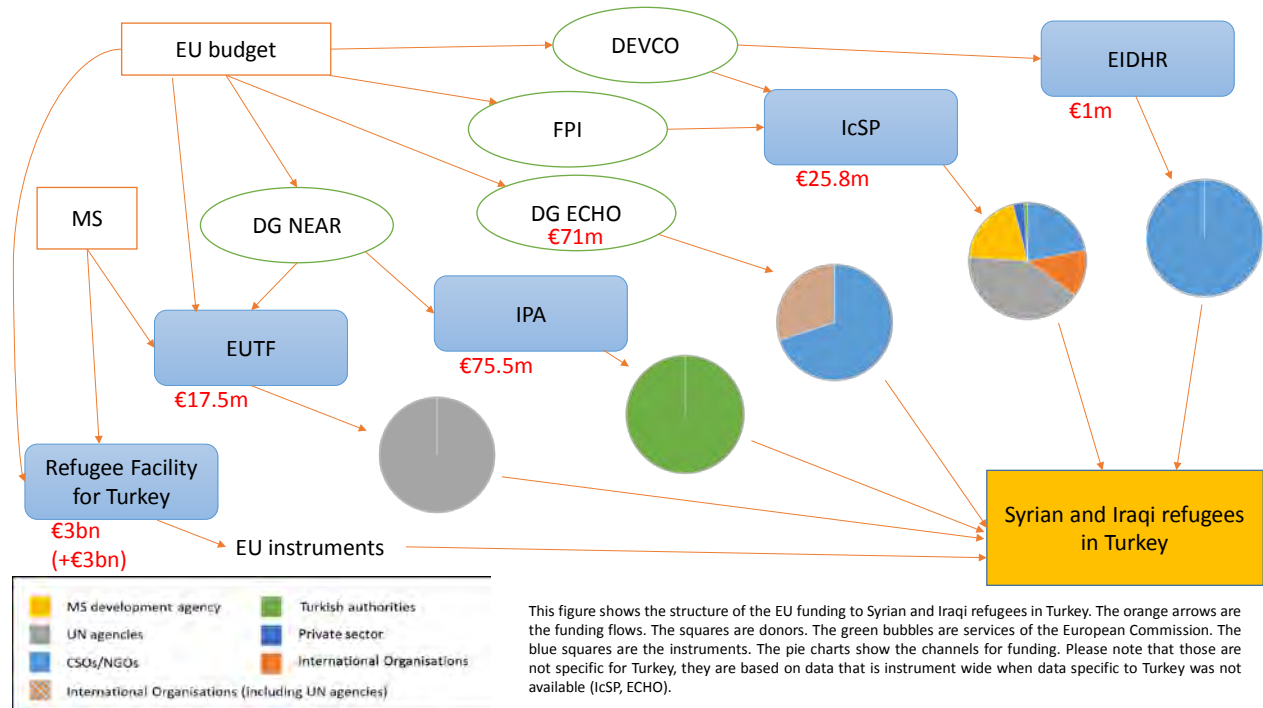 EU budget
DEVCO
EIDHR
€1m
FPI
IcSP
€25.8m
MS
DG NEAR
DG ECHO
€71m
IPA
€75.5m
EUTF
€17.5m
Refugee Facility
for Turkey
€3bn
(+€3bn)
EU instruments
Syrian and Iraqi refugees
in Turkey
MS development agency
Turkish authorities
UN agencies
Private sector
CSOs/NGOs
International Organisations
International Organisations (including UN agencies)
This figure shows the structure of the EU funding to Syrian and Iraqi refugees in Turkey. The orange arrows are
the funding flows. The squares are donors. The green bubbles are services of the European Commission. The
blue squares are the instruments. The pie charts show the channels for funding. Please note that those are
not specific for Turkey, they are based on data that is instrument wide when data specific to Turkey was not
available (IcSP, ECHO).